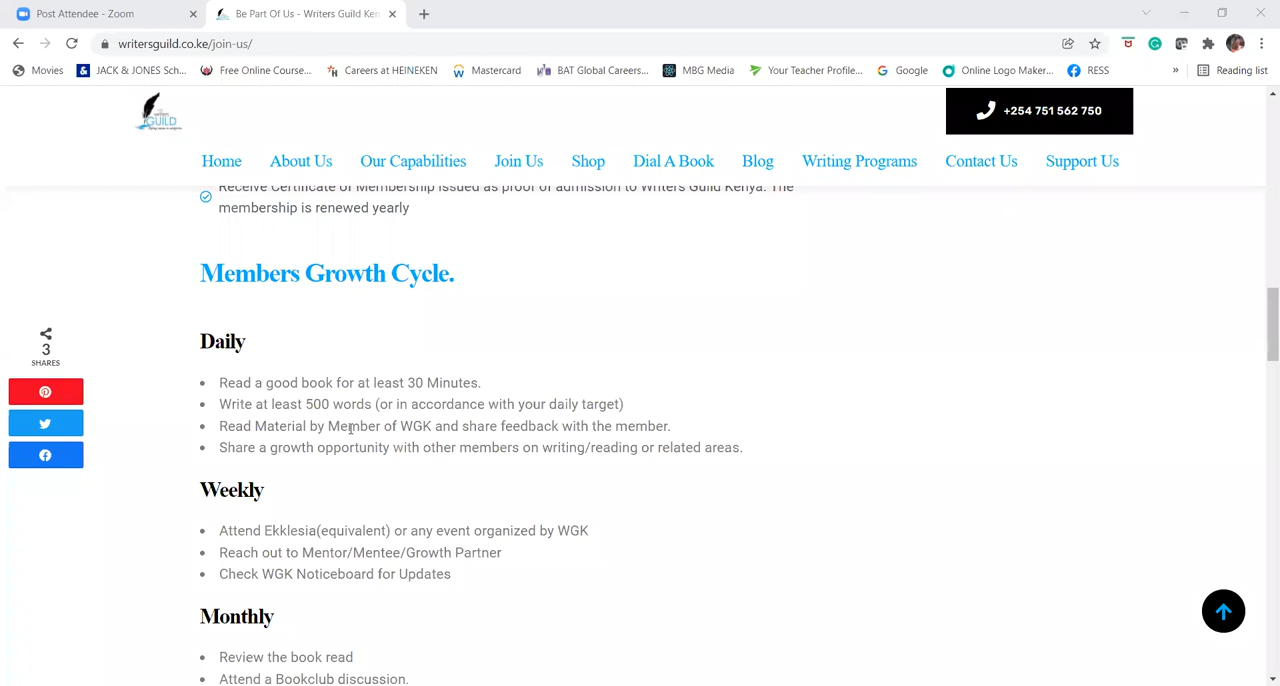 Post Attendee - Zoom
Be Part Of Us - Writers Guild Ken
writersguild.co.ke/join-us/
Movies
JACK & JONES Sch...
Free Online Course...
Careers at HEINEKEN
Mastercard
BAT Global Careers...
MBG Media
Your Teacher Profile...
Google
Online Logo Maker...
RESS
»
Reading list
GUILD
+254 751 562 750
Home
About Us
Our Capabilities
Join Us
Shop
Dial A Book
Blog
Writing Programs
Contact Us
Support Us
Receive Certificate of Membership issued as proof of admission to Writers Guild Kenya. The
membership is renewed yearly
Members Growth Cycle.
3
SHARES
Daily
• Read a good book for at least 30 Minutes.
• Write at least 500 words (or in accordance with your daily target)
• Read Material by Member of WGK and share feedback with the member.
• Share a growth opportunity with other members on writing/reading or related areas.
Weekly
• Attend Ekklesia(equivalent) or any event organized by WGK
• Reach out to Mentor/Mentee/Growth Partner
• Check WGK Noticeboard for Updates
Monthly
• Review the book read
• Attend a Bookclub discussion.